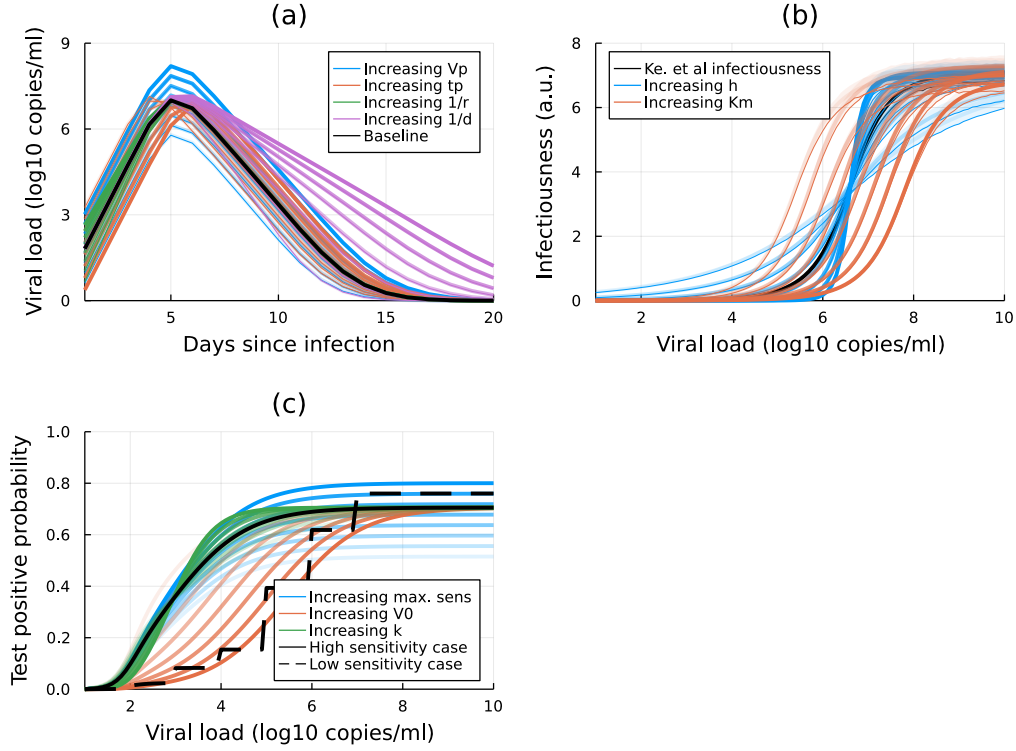 (a)
Viral load (log10 copies/ml)
9
6
3
0
5
10
15
20
Days since infection
Increasing Vp
Increasing tp
Increasing 1/r
Increasing 1/d
Baseline
(b)
Infectiousness (a.u.)
8
6
4
2
0
2
4
6
8
10
Viral load (log10 copies/ml)
Ke. et al infectiousness
Increasing h
Increasing Km
(c)
Test positive probability
1.0
0.8
0.6
0.4
0.2
0.0
2
4
6
8
10
Viral load (log10 copies/ml)
Increasing max. sens
Increasing V0
Increasing k
High sensitivity case
Low sensitivity case